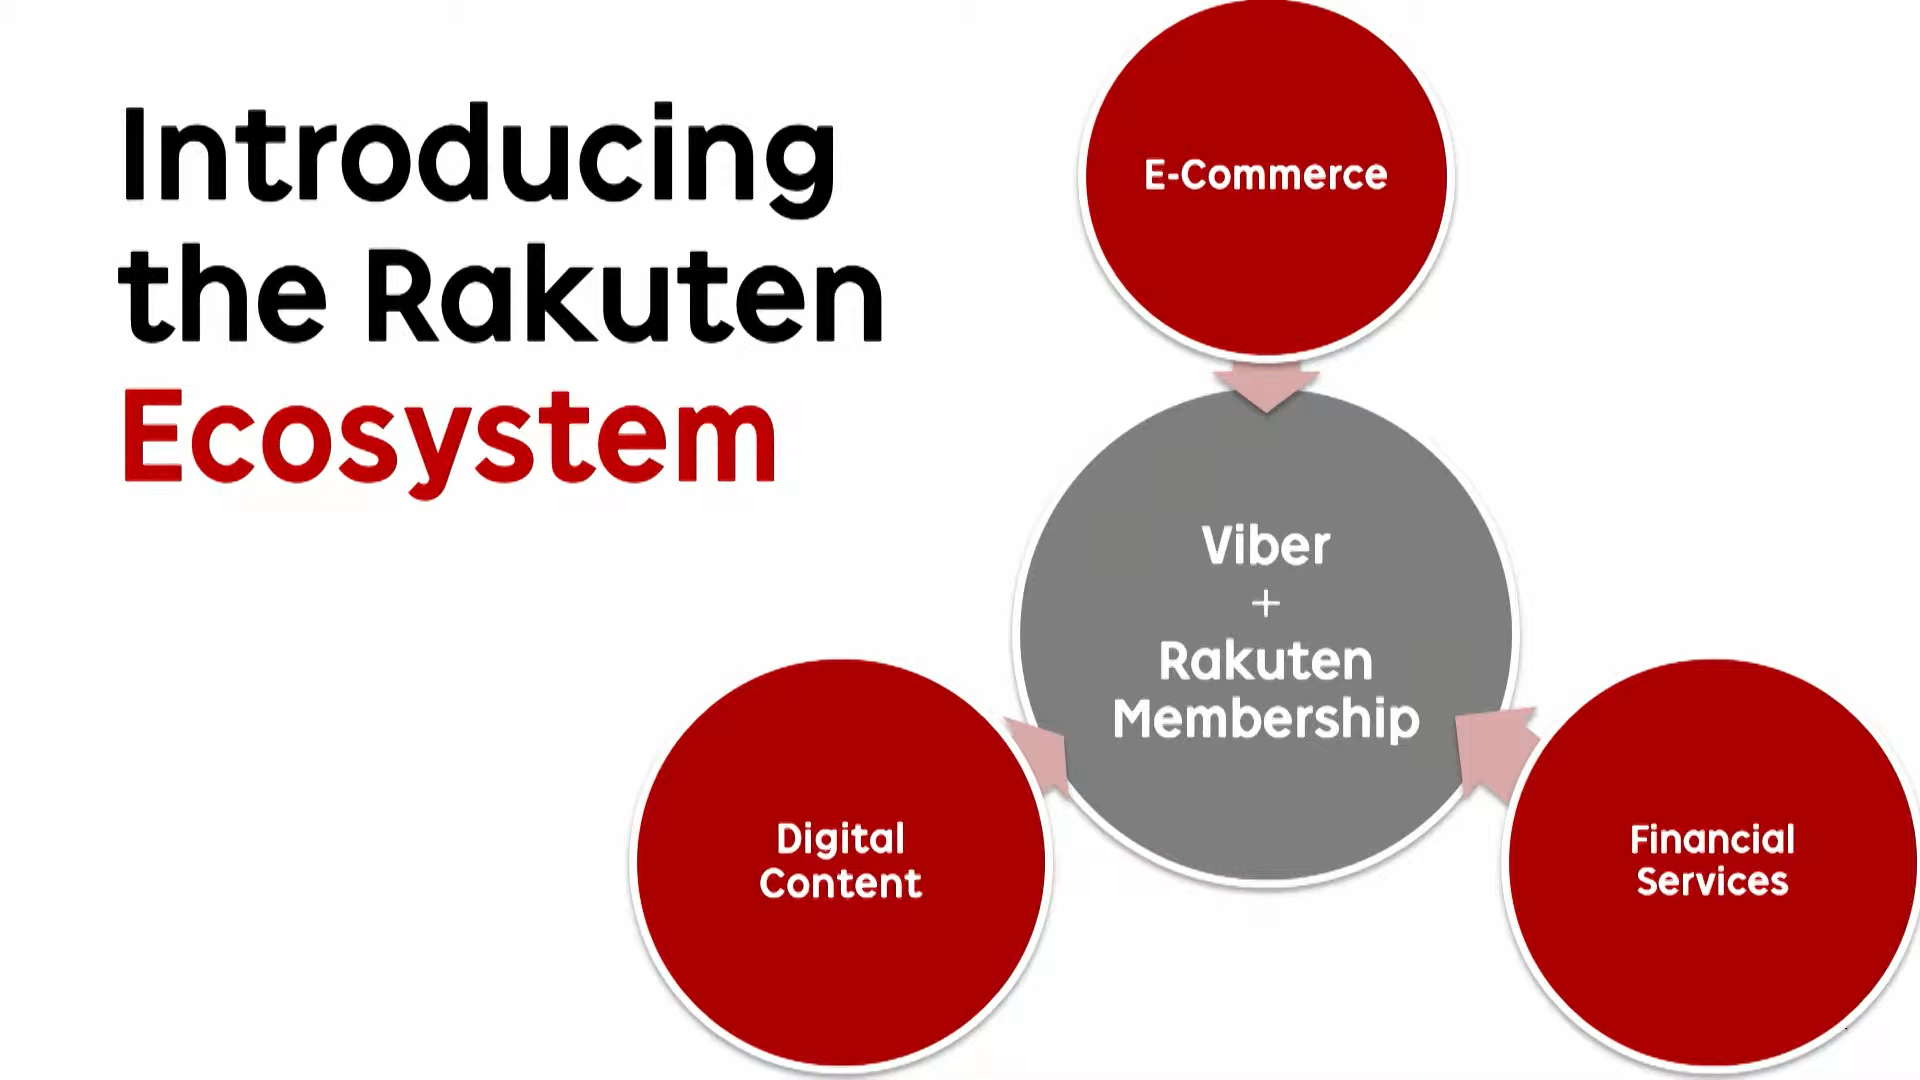 Introducing
the Rakuten
Ecosystem
E-Commerce
Viber
+
Rakuten
Membership
Digital
Content
Financial
Services